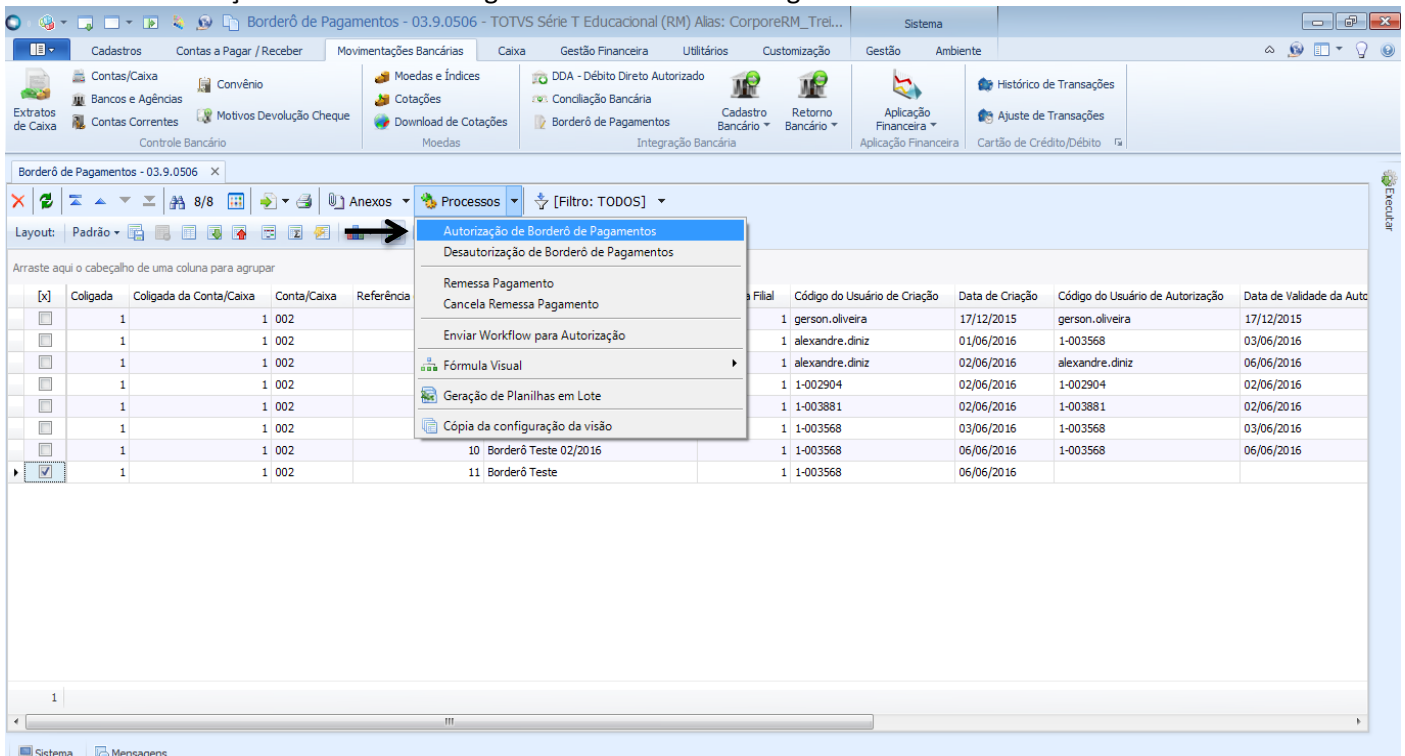 Borderô de Pagamentos - 03.9.0506 - TOTVS Série T Educacional (RM) Alias: CorporeRM_Trei... Sistema
Cadastros Contas a Pagar / Receber Movimentações Bancárias Caixa Gestão Financeira Utilitários Customização Gestão Ambiente
Contas/Caixa Convênio Moedas e Índices DDA - Débito Direto Autorizado Histórico de Transações
Extratos de Caixa Bancos e Agências Motivos Devolução Cheque Cotações Conciliação Bancária Cadastro Bancário Retorno Bancário Aplicação Financeira Ajuste de Transações
Contas Correntes Download de Cotações Borderô de Pagamentos
Controle Bancário Moedas Integração Bancária Aplicação Financeira Cartão de Crédito/Débito
Borderô de Pagamentos - 03.9.0506 X
8/8 Anexos Processos [Filtro: TODOS]
Executar
Layout: Padrão
Autorização de Borderô de Pagamentos
Desautorização de Borderô de Pagamentos
Remessa Pagamento
Cancela Remessa Pagamento
Enviar Workflow para Autorização
Fórmula Visual
Geração de Planilhas em Lote
Cópia da configuração da visão
Arraste aqui o cabeçalho de uma coluna para agrupar
[x] Coligada Coligada da Conta/Caixa Conta/Caixa Referência a Filial Código do Usuário de Criação Data de Criação Código do Usuário de Autorização Data de Validade da Auto
1 1 002 1 gerson.oliveira 17/12/2015 gerson.oliveira 17/12/2015
1 1 002 1 alexandre.diniz 01/06/2016 1-003568 03/06/2016
1 1 002 1 alexandre.diniz 02/06/2016 alexandre.diniz 06/06/2016
1 1 002 1 1-002904 02/06/2016 1-002904 02/06/2016
1 1 002 1 1-003881 02/06/2016 1-003881 02/06/2016
1 1 002 1 1-003568 03/06/2016 1-003568 03/06/2016
1 1 002 10 Borderô Teste 02/2016 1 1-003568 06/06/2016 1-003568 06/06/2016
1 1 002 11 Borderô Teste 1 1-003568 06/06/2016
1
Sistema Mensagens